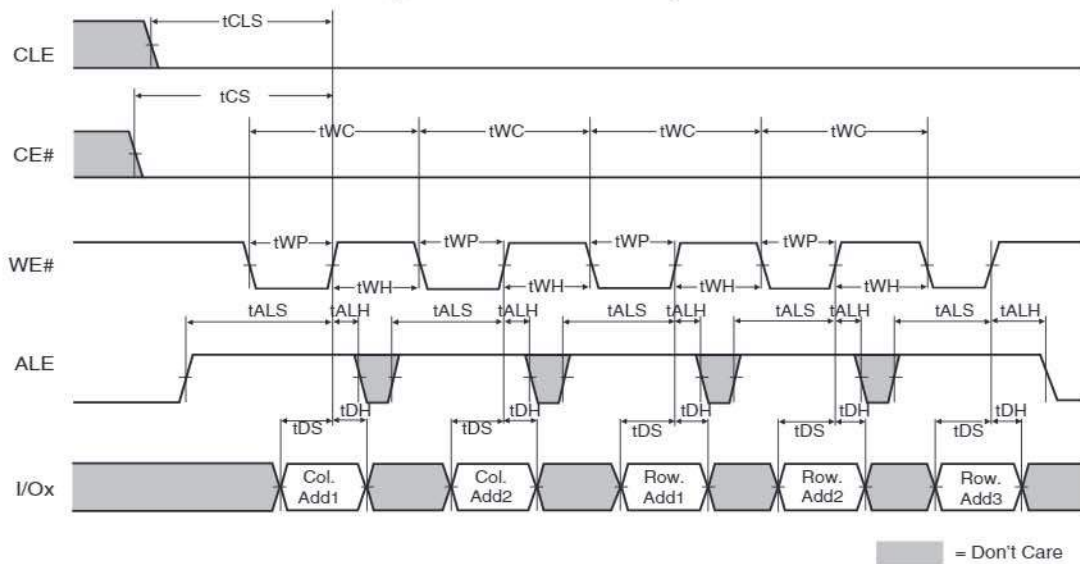 tCLS
CLE
tCS
tWC tWC tWC tWC
CE#
tWP tWP tWP tWP
WE#
tWH tWH tWH tWH
tALS tALH tALS tALH tALS tALH tALS tALH tALS tALH
ALE
tDH tDH tDH tDH tDH
tDS tDS tDS tDS tDS
I/Ox
Col. Add1
Col. Add2
Row. Add1
Row. Add2
Row. Add3
= Don't Care